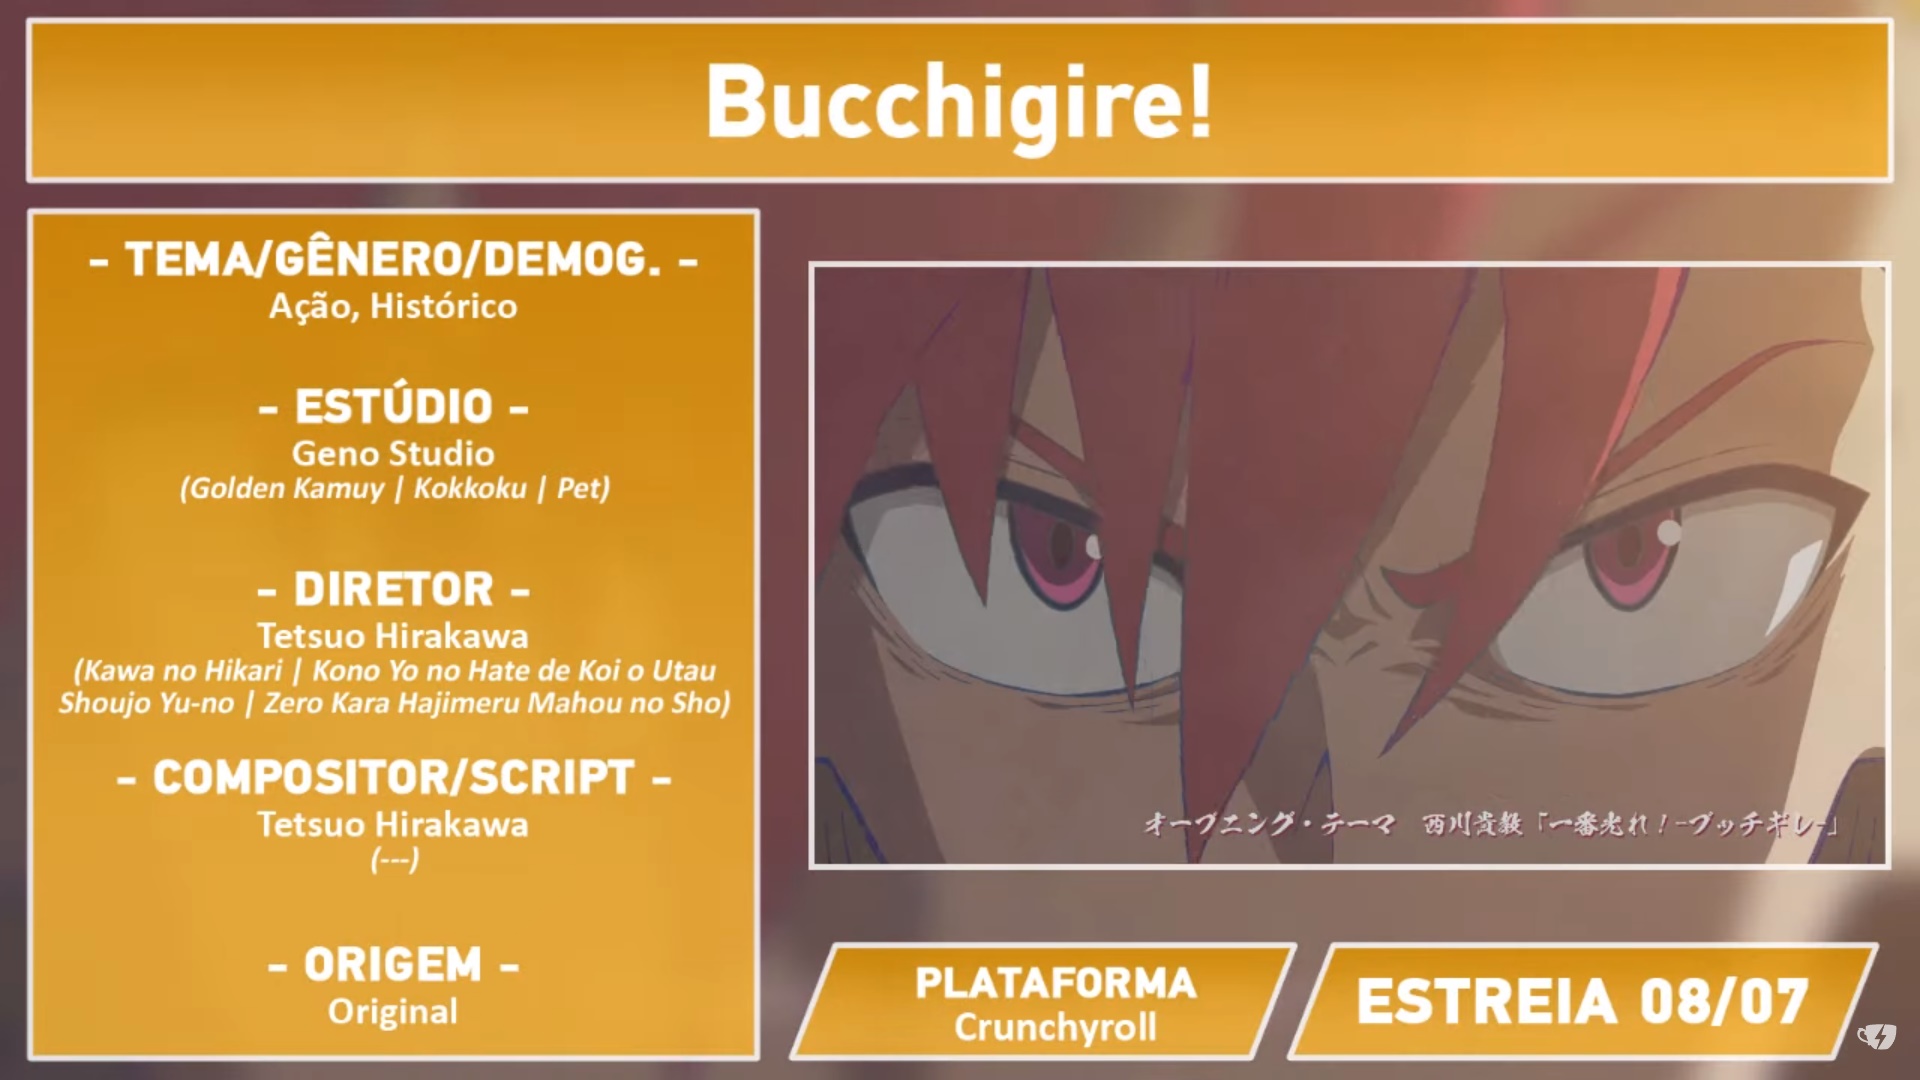 Bucchigire!
- TEMA/GÊNERO/DEMOG. -
Ação, Histórico
- ESTÚDIO -
Geno Studio
(Golden Kamuy | Kokkoku | Pet)
- DIRETOR -
Tetsuo Hirakawa
(Kawa no Hikari | Kono Yo no Hate de Koi o Utau
Shoujo Yu-no | Zero Kara Hajimeru Mahou no Sho)
- COMPOSITOR/SCRIPT -
Tetsuo Hirakawa
(---)
- ORIGEM -
Original
オープニング・テーマ 西川貴教「一番光れ！-ブッチギレ-」
PLATAFORMA
Crunchyroll
ESTREIA 08/07